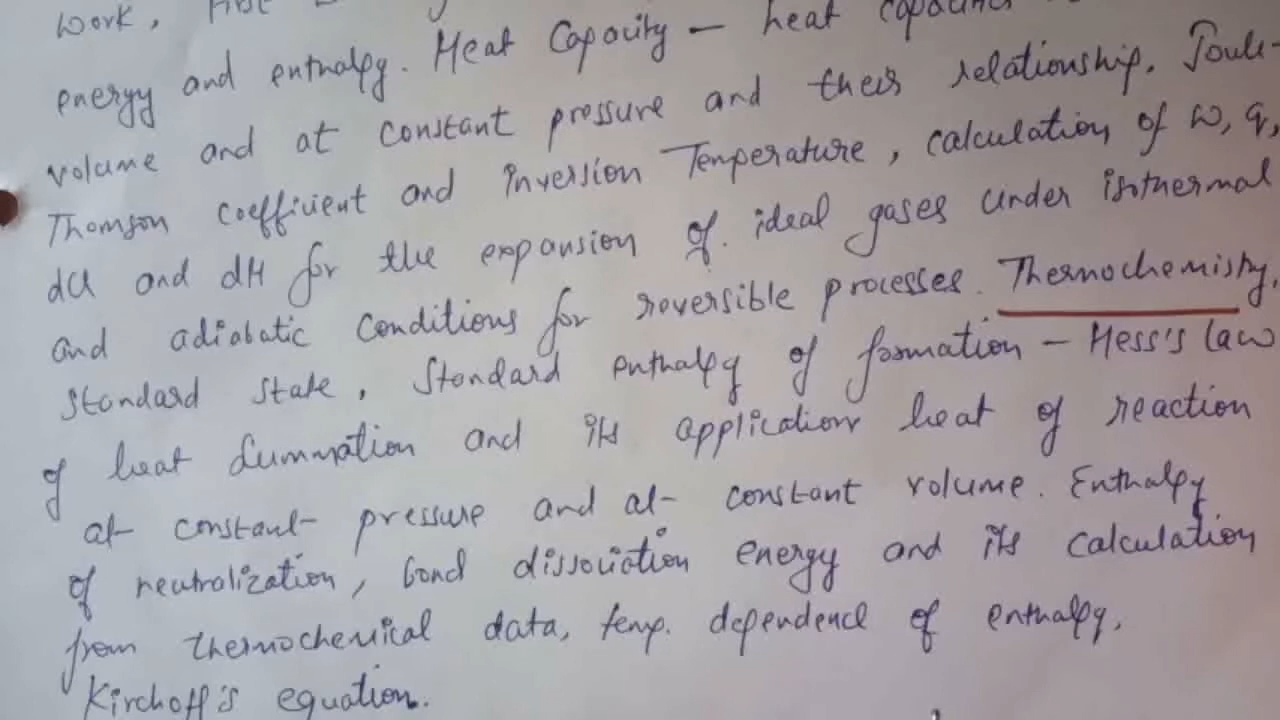 work,
energy and enthalpy. Heat Capacity – heat
volume and at constant pressure and their relationship. Joule-
Thomson coefficient and inversion Temperature, calculation of w, q,
dU and dH for the expansion of ideal gases under isothermal
and adiabatic conditions for reversible processes. Thermochemistry,
standard state, standard enthalpy of formation – Hess's law
of heat summation and its application heat of reaction
at constant pressure and at constant volume. Enthalpy
of neutralization, bond dissociation energy and its calculation
from thermochemical data, temp. dependence of enthalpy,
Kirchoff's equation.